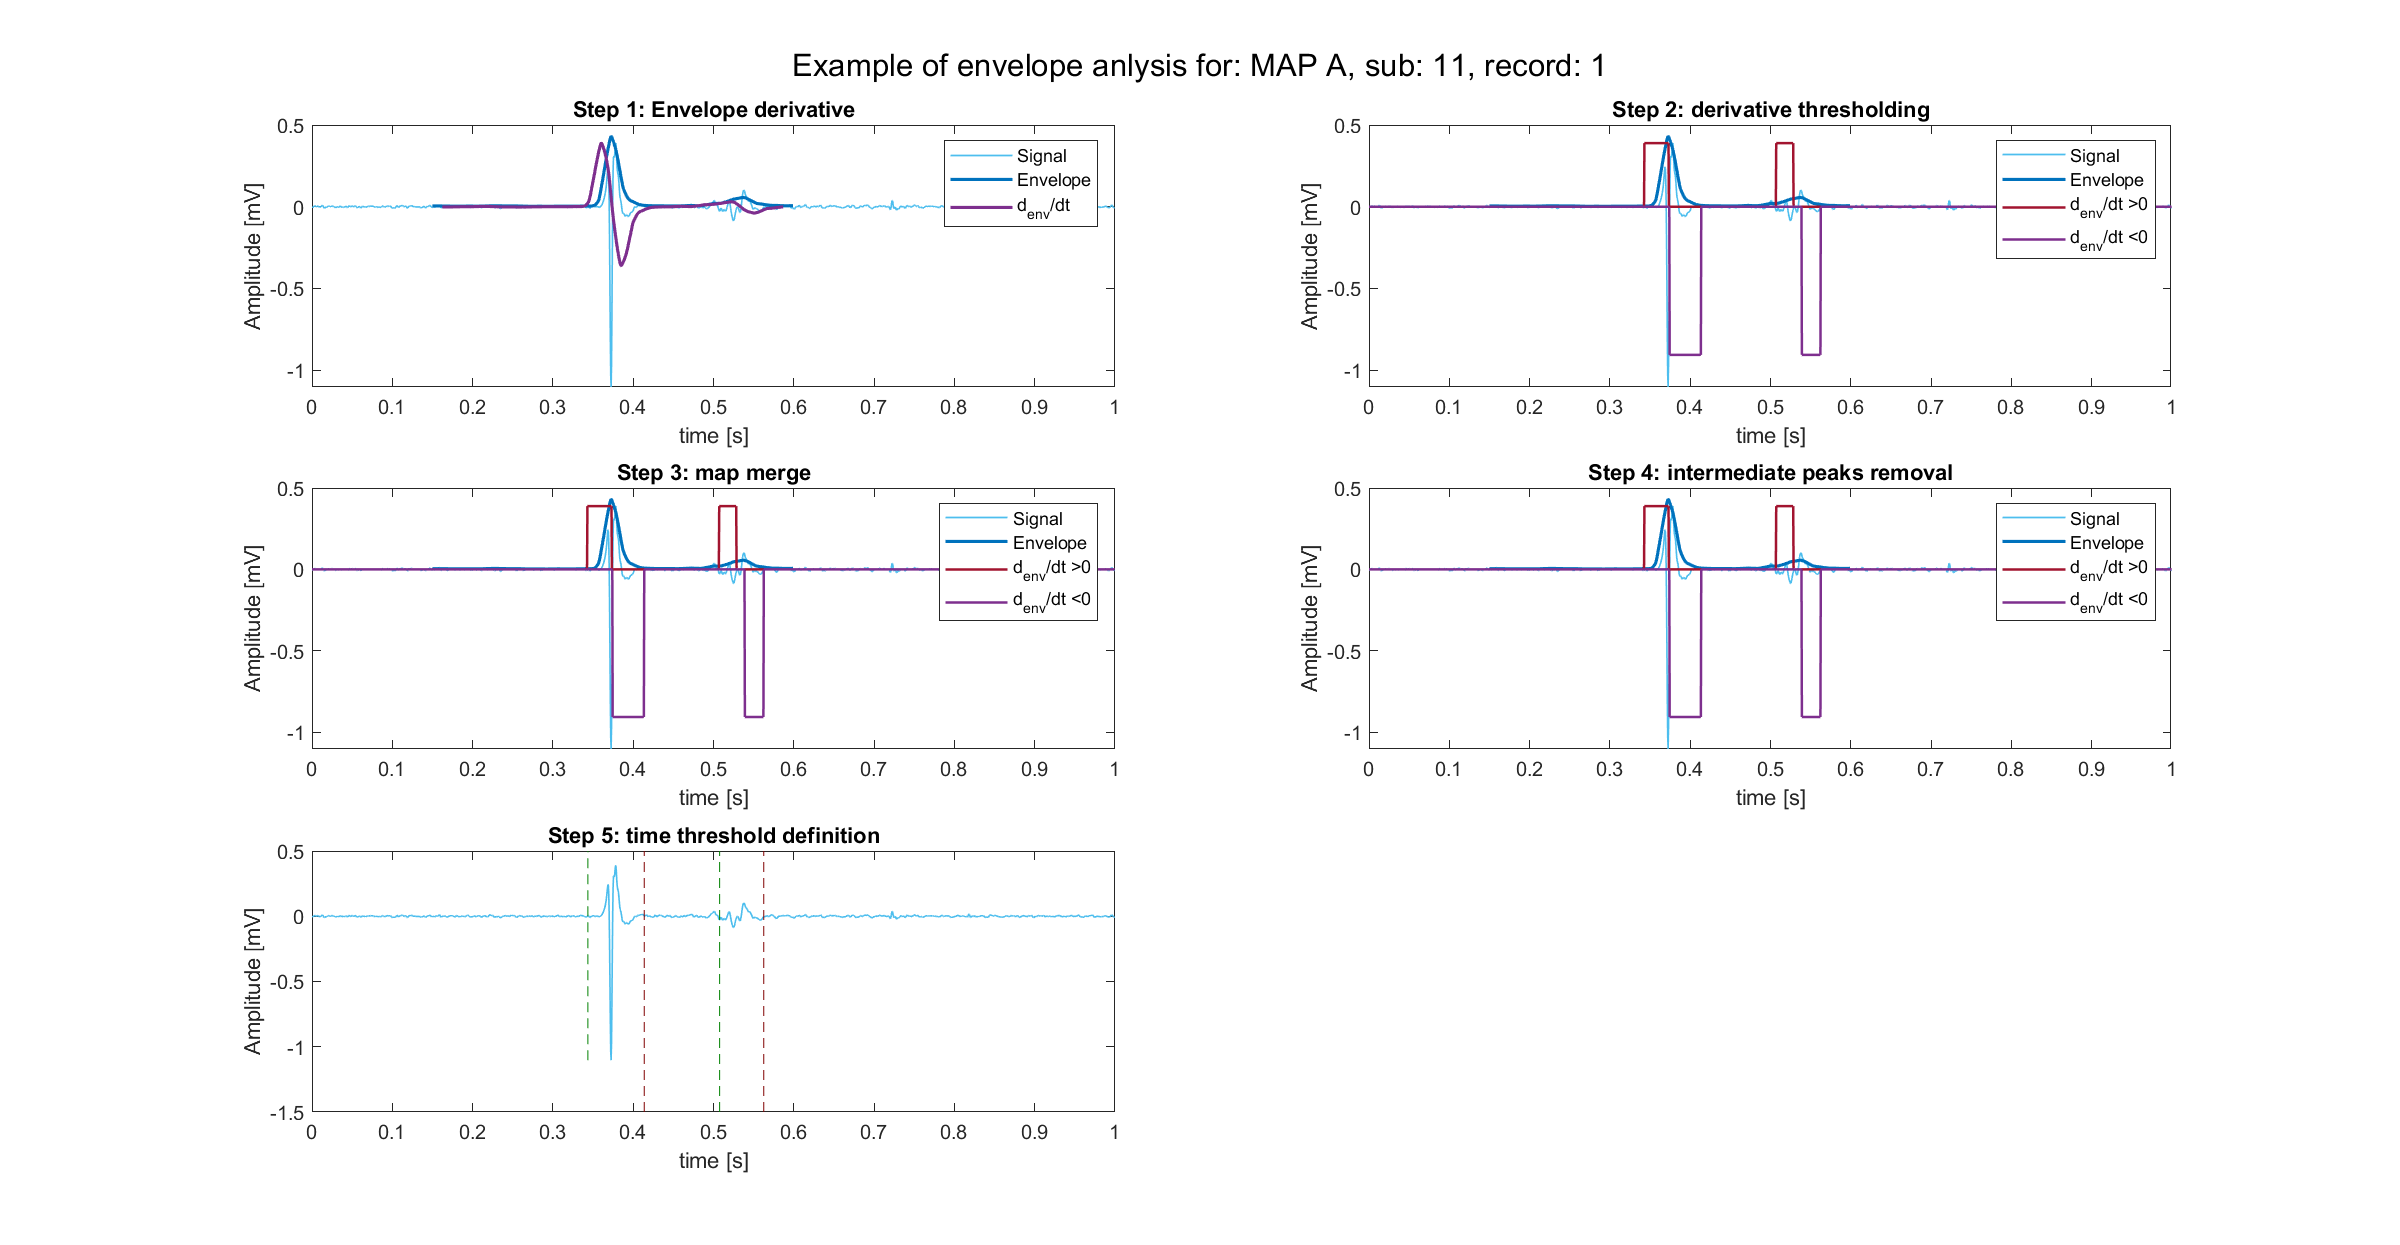 Example of envelope anlysis for: MAP A, sub: 11, record: 1
Step 1: Envelope derivative
0.5
0
-0.5
-1
Amplitude [mV]
Signal
Envelope
d_env/dt
0 0.1 0.2 0.3 0.4 0.5 0.6 0.7 0.8 0.9 1
time [s]
Step 2: derivative thresholding
0.5
0
-0.5
-1
Amplitude [mV]
Signal
Envelope
d_env/dt >0
d_env/dt <0
0 0.1 0.2 0.3 0.4 0.5 0.6 0.7 0.8 0.9 1
time [s]
Step 3: map merge
0.5
0
-0.5
-1
Amplitude [mV]
Signal
Envelope
d_env/dt >0
d_env/dt <0
0 0.1 0.2 0.3 0.4 0.5 0.6 0.7 0.8 0.9 1
time [s]
Step 4: intermediate peaks removal
0.5
0
-0.5
-1
Amplitude [mV]
Signal
Envelope
d_env/dt >0
d_env/dt <0
0 0.1 0.2 0.3 0.4 0.5 0.6 0.7 0.8 0.9 1
time [s]
Step 5: time threshold definition
0.5
0
-0.5
-1
-1.5
Amplitude [mV]
0 0.1 0.2 0.3 0.4 0.5 0.6 0.7 0.8 0.9 1
time [s]